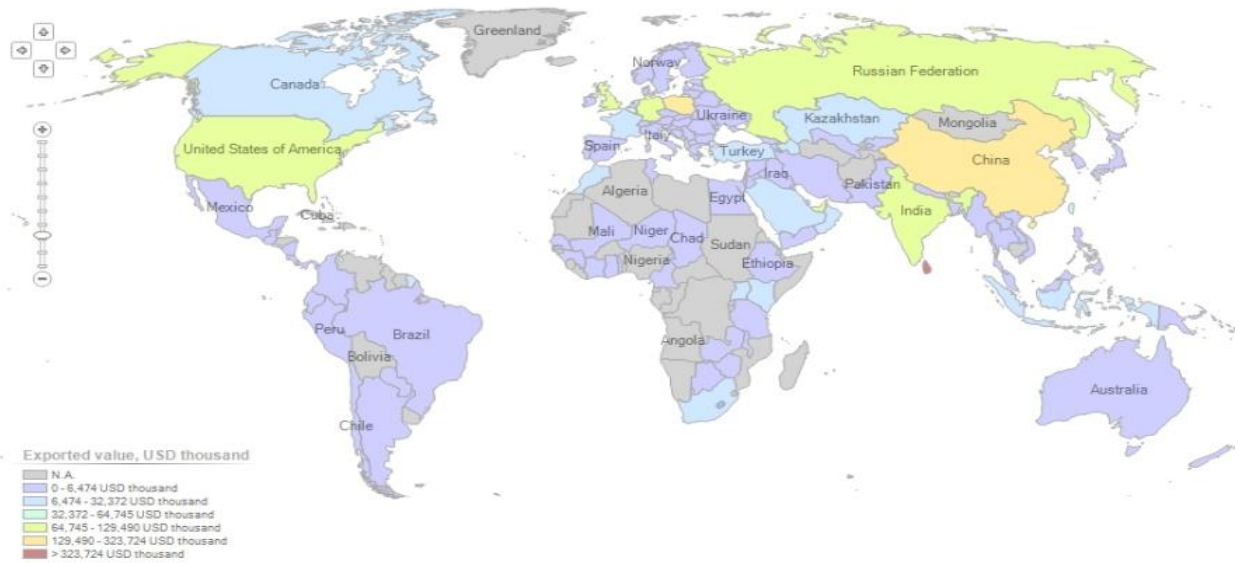 Greenland
Norway
Russian Federation
Canada
Ukraine
Kazakhstan
Mongolia
Italy
Spain
Turkey
China
United States of America
Iraq
Algeria
Pakistan
Egypt
Mexico
India
Cuba
Mali
Niger
Chad
Sudan
Nigeria
Ethiopia
Peru
Brazil
Angola
Bolivia
Australia
Chile
Exported value, USD thousand
N.A.
0 - 6,474 USD thousand
6,474 - 32,372 USD thousand
32,372 - 64,745 USD thousand
64,745 - 129,490 USD thousand
129,490 - 323,724 USD thousand
> 323,724 USD thousand